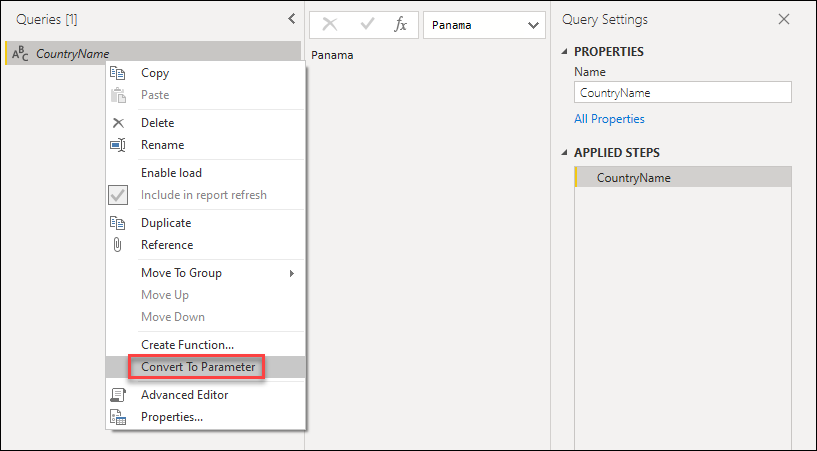 Queries [1]
ABC CountryName
Copy
Paste
Delete
Rename
Enable load
Include in report refresh
Duplicate
Reference
Move To Group
Move Up
Move Down
Create Function...
Convert To Parameter
Advanced Editor
Properties...
fx Panama
Panama
Query Settings
PROPERTIES
Name
CountryName
All Properties
APPLIED STEPS
CountryName